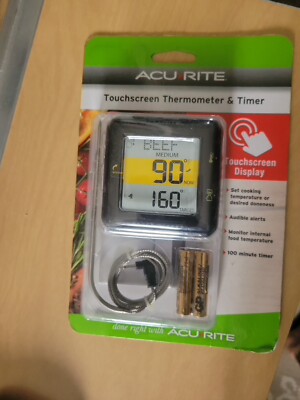 ACU RITE
Touchscreen Thermometer & Timer
BEEF
MEDIUM
90
160
Touchscreen
Display
• Set cooking
temperature or
desired doneness
• Audible alerts
• Monitor internal
food temperature
• 100 minute timer
GP
done right with ACU RITE